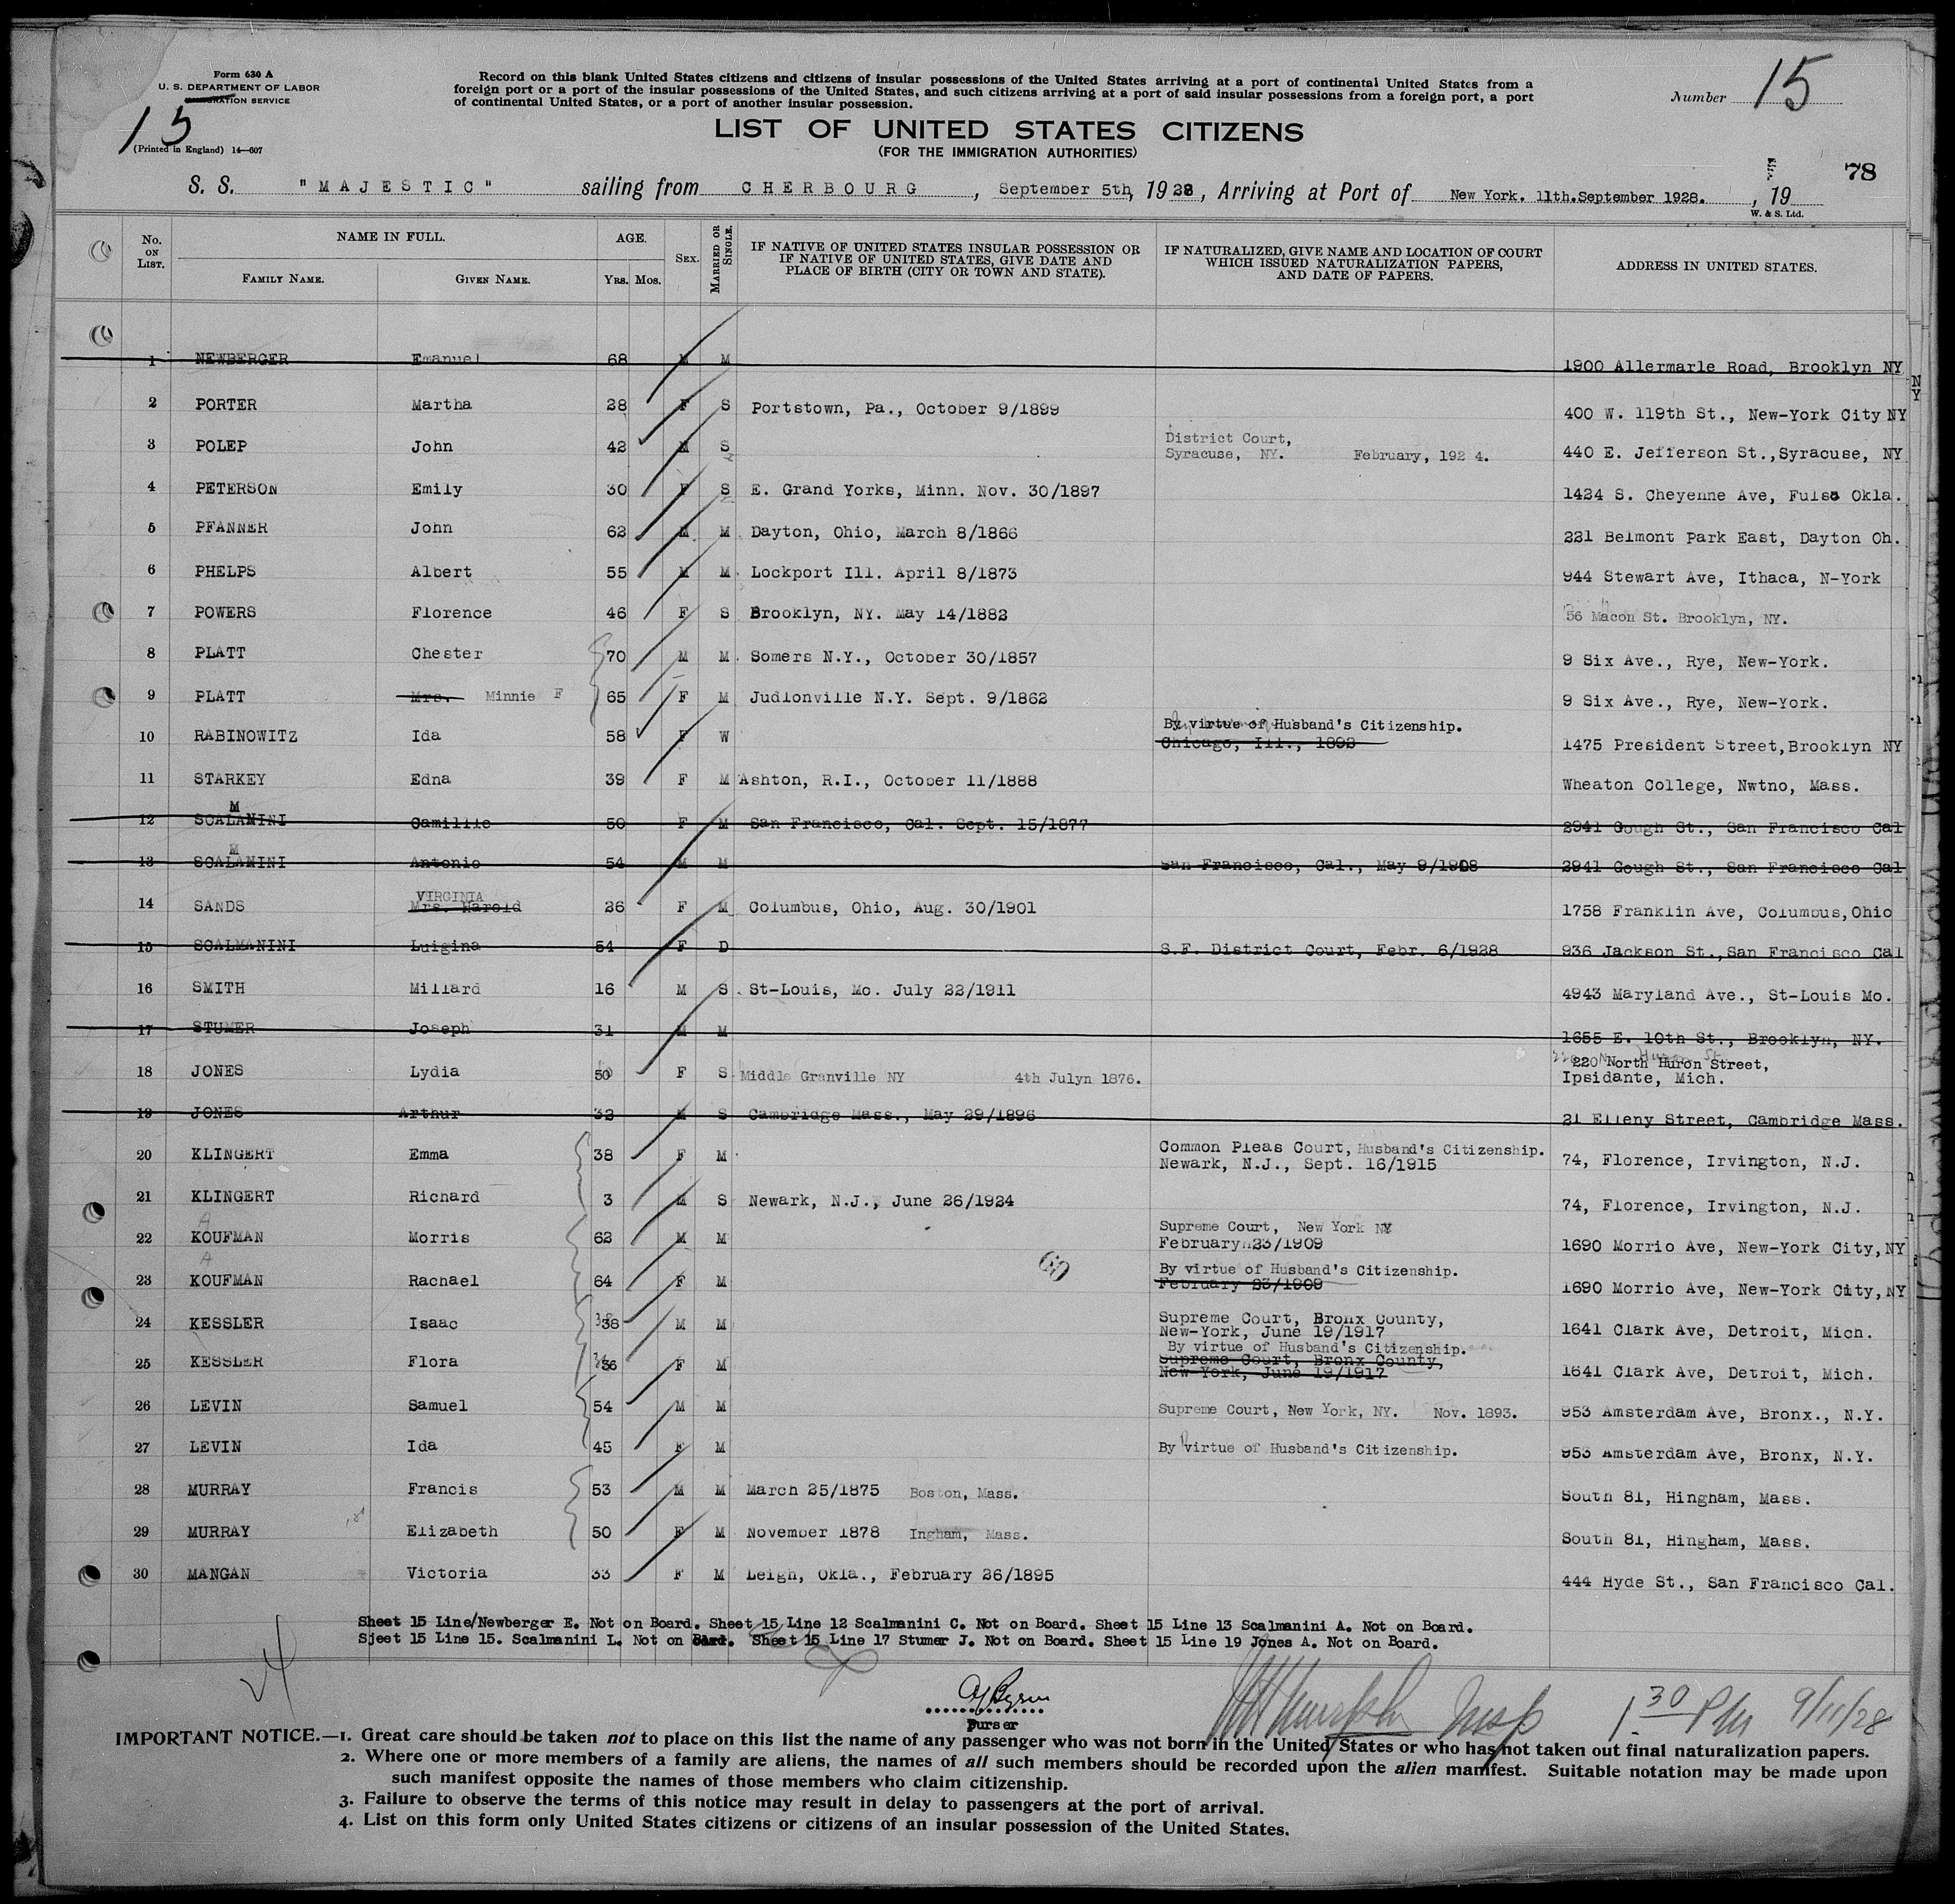 Form 630 A
U. S. DEPARTMENT OF LABOR
IMMIGRATION SERVICE
15
(Printed in England) 14—607
Record on this blank United States citizens and citizens of insular possessions of the United States arriving at a port of continental United States from a
foreign port or a port of the insular possessions of the United States, and such citizens arriving at a port of said insular possessions from a foreign port, a port
of continental United States, or a port of another insular possession.
Number 15
LIST OF UNITED STATES CITIZENS
(FOR THE IMMIGRATION AUTHORITIES)
78
S. S. "MAJESTIC" sailing from CHERBOURG, September 5th, 1928, Arriving at Port of New York. 11th.September 1928., 19
W. & S. Ltd.
No. ON LIST. NAME IN FULL. FAMILY NAME. GIVEN NAME. AGE. YRS. MOS. SEX. MARRIED OR SINGLE. IF NATIVE OF UNITED STATES INSULAR POSSESSION OR IF NATIVE OF UNITED STATES, GIVE DATE AND PLACE OF BIRTH (CITY OR TOWN AND STATE). IF NATURALIZED, GIVE NAME AND LOCATION OF COURT WHICH ISSUED NATURALIZATION PAPERS, AND DATE OF PAPERS. ADDRESS IN UNITED STATES.
1 NEWBERGER Emanuel 68 M M 1900 Allermarle Road, Brooklyn NY
2 PORTER Martha 28 F S Portstown, Pa., October 9/1899 400 W. 119th St., New-York City NY
3 POLEP John 42 M S District Court, Syracuse, NY. February, 192 4. 440 E. Jefferson St.,Syracuse, NY
4 PETERSON Emily 30 F S E. Grand Yorks, Minn. Nov. 30/1897 1424 S. Cheyenne Ave, Fulsa Okla.
5 PFANNER John 62 M M Dayton, Ohio, March 8/1866 221 Belmont Park East, Dayton Oh.
6 PHELPS Albert 55 M M Lockport Ill. April 8/1873 944 Stewart Ave, Ithaca, N-York
7 POWERS Florence 46 F S Brooklyn, NY. May 14/1882 56 Macon St. Brooklyn, NY.
8 PLATT Chester 70 M M Somers N.Y., October 30/1857 9 Six Ave., Rye, New-York.
9 PLATT Mrs. Minnie F 65 F M Judlonville N.Y. Sept. 9/1862 9 Six Ave., Rye, New-York.
10 RABINOWITZ Ida 58 F W By virtue of Husband's Citizenship. Chicago, Ill., 1892 1475 President Street,Brooklyn NY
11 STARKEY Edna 39 F M Ashton, R.I., October 11/1888 Wheaton College, Nwtno, Mass.
M
12 SCALAMINI Camille 50 F M San Francisco, Cal. Sept. 15/1877 2941 Gough St., San Francisco Cal
M
13 SCALAMINI Antonio 54 M M San Francisco, Cal., May 9/1908 2941 Gough St., San Francisco Cal
VIRGINIA
14 SANDS Mrs. Harold 26 F M Columbus, Ohio, Aug. 30/1901 1758 Franklin Ave, Columbus,Ohio
15 SCALMANINI Luigina 54 F D S.F. District Court, Febr. 6/1928 936 Jackson St.,San Francisco Cal
16 SMITH Millard 16 M S St-Louis, Mo. July 22/1911 4943 Maryland Ave., St-Louis Mo.
17 STUMER Joseph 31 M M 1655 E. 10th St., Brooklyn, NY.
18 JONES Lydia 50 F S Middle Granville NY 4th Julyn 1876. 220 North Huron Street, Ipsidante, Mich.
19 JONES Arthur 32 M S Cambridge Mass., May 29/1896 21 Elleny Street, Cambridge Mass.
20 KLINGERT Emma 38 F M Common Pleas Court, Husband's Citizenship. Newark, N.J., Sept. 16/1915 74, Florence, Irvington, N.J.
21 KLINGERT Richard 3 M S Newark, N.J., June 26/1924 74, Florence, Irvington, N.J.
A
22 KOUFMAN Morris 62 M M Supreme Court, New York NY February 23/1909 1690 Morrio Ave, New-York City,NY
A
23 KOUFMAN Rachael 64 F M By virtue of Husband's Citizenship. February 23/1909 1690 Morrio Ave, New-York City,NY
24 KESSLER Isaac 38 M M Supreme Court, Bronx County, New-York, June 19/1917 1641 Clark Ave, Detroit, Mich.
25 KESSLER Flora 36 F M By virtue of Husband's Citizenship. Supreme Court, Bronx County, New-York, June 19/1917 1641 Clark Ave, Detroit, Mich.
26 LEVIN Samuel 54 M M Supreme Court, New York, NY. Nov. 1893. 953 Amsterdam Ave, Bronx., N.Y.
27 LEVIN Ida 45 F M By virtue of Husband's Citizenship. 953 Amsterdam Ave, Bronx, N.Y.
28 MURRAY Francis 53 M M March 25/1875 Boston, Mass. South 81, Hingham, Mass.
29 MURRAY Elizabeth 50 F M November 1878 Ingham, Mass. South 81, Hingham, Mass.
30 MANGAN Victoria 33 F M Leigh, Okla., February 26/1895 444 Hyde St., San Francisco Cal.
Sheet 15 Line/Newberger E. Not on Board. Sheet 15 Line 12 Scalmanini C. Not on Board. Sheet 15 Line 13 Scalmanini A. Not on Board.
Sjeet 15 Line 15. Scalmanini L. Not on Board. Sheet 15 Line 17 Stumer J. Not on Board. Sheet 15 Line 19 Jones A. Not on Board.
Purser
Insp 1.30 PM 9/11/28
IMPORTANT NOTICE.—1. Great care should be taken not to place on this list the name of any passenger who was not born in the United States or who has not taken out final naturalization papers.
2. Where one or more members of a family are aliens, the names of all such members should be recorded upon the alien manifest. Suitable notation may be made upon
such manifest opposite the names of those members who claim citizenship.
3. Failure to observe the terms of this notice may result in delay to passengers at the port of arrival.
4. List on this form only United States citizens or citizens of an insular possession of the United States.